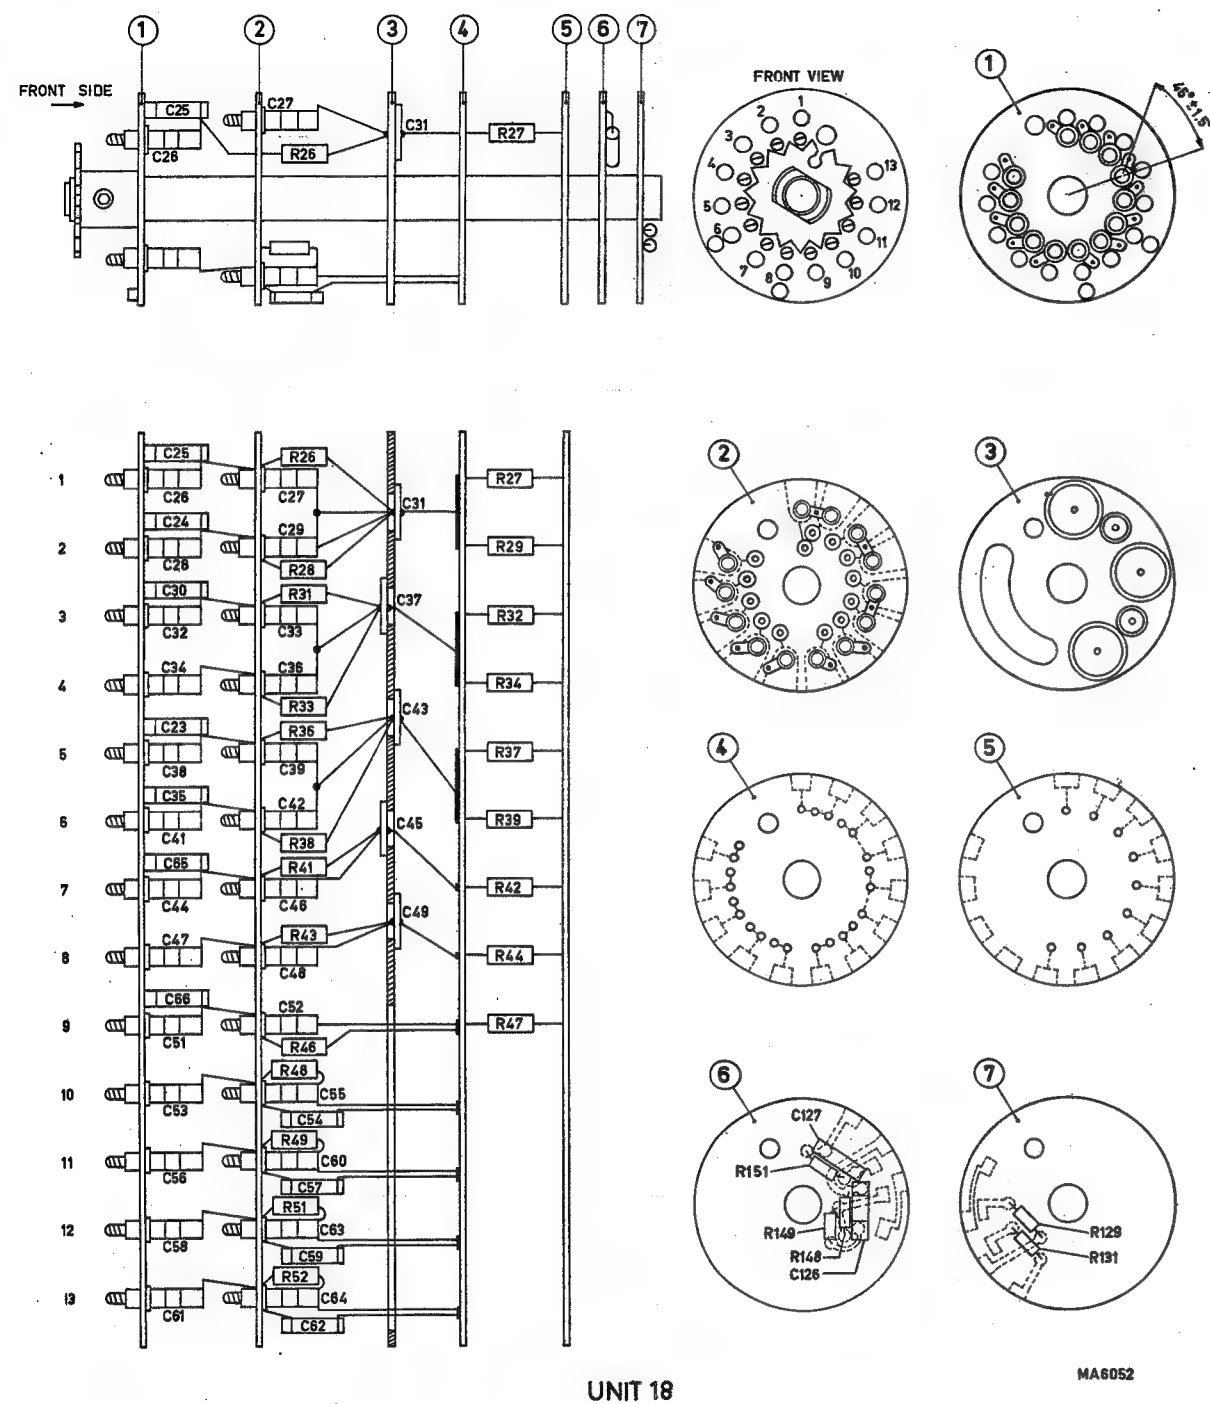 1 2 3 4 5 6 7
FRONT SIDE
C25
C26
C27
R26
C31
R27
FRONT VIEW
1
2
3
4
5
6
7
8
9
10
11
12
13
1
45°±1,5°
1
C25
C26
R26
C27
C31
R27
2
C24
C28
C29
R28
R29
3
C30
C32
R31
C33
C37
R32
4
C34
C36
R33
R34
5
C23
C38
R36
C39
C43
R37
6
C35
C41
C42
R38
C45
R39
7
C65
C44
R41
C46
R42
8
C47
R43
C48
C49
R44
9
C66
C51
C52
R46
R47
10
C53
R48
C55
C54
11
C56
R49
C60
C57
12
C58
R51
C63
C59
13
C61
R52
C64
C62
2
3
4
5
6
C127
R151
R149
R148
C126
7
R129
R131
MA6052
UNIT 18